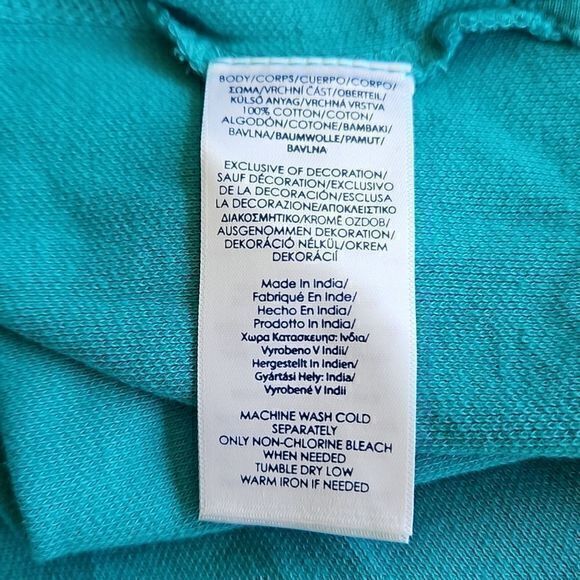 BODY/CORPS/CUERPO/CORPO/
ΣΩΜΑ/VRCHNÍ ČÁST/OBERTEIL/
KÜLSŐ ANYAG/VRCHNÁ VRSTVA
100% COTTON/COTON/
ALGODÓN/COTONE/BAMBAKI/
BAVLNA/BAUMWOLLE/PAMUT/
BAVLNA
EXCLUSIVE OF DECORATION/
SAUF DÉCORATION/EXCLUSIVO
DE LA DECORACIÓN/ESCLUSA
LA DECORAZIONE/ΑΠΟΚΛΕΙΣΤΙΚΟ
ΔΙΑΚΟΣΜΗΤΙΚΟ/KROMĚ OZDOB/
AUSGENOMMEN DEKORATION/
DEKORÁCIÓ NÉLKÜL/OKREM
DEKORÁCIÍ
Made In India/
Fabriqué En Inde/
Hecho En India/
Prodotto In India/
Χωρα Κατασκευησ: Ινδια/
Vyrobeno V Indii/
Hergestellt In Indien/
Gyártási Hely: India/
Vyrobené V Indii
MACHINE WASH COLD
SEPARATELY
ONLY NON-CHLORINE BLEACH
WHEN NEEDED
TUMBLE DRY LOW
WARM IRON IF NEEDED